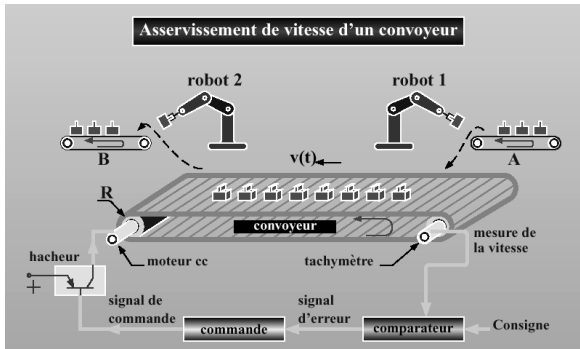 Asservissement de vitesse d'un convoyeur
robot 2
robot 1
B
v(t)
A
R
convoyeur
mesure de
la vitesse
hacheur
moteur cc
tachymètre
+
signal de
commande
signal
d'erreur
commande
comparateur
Consigne